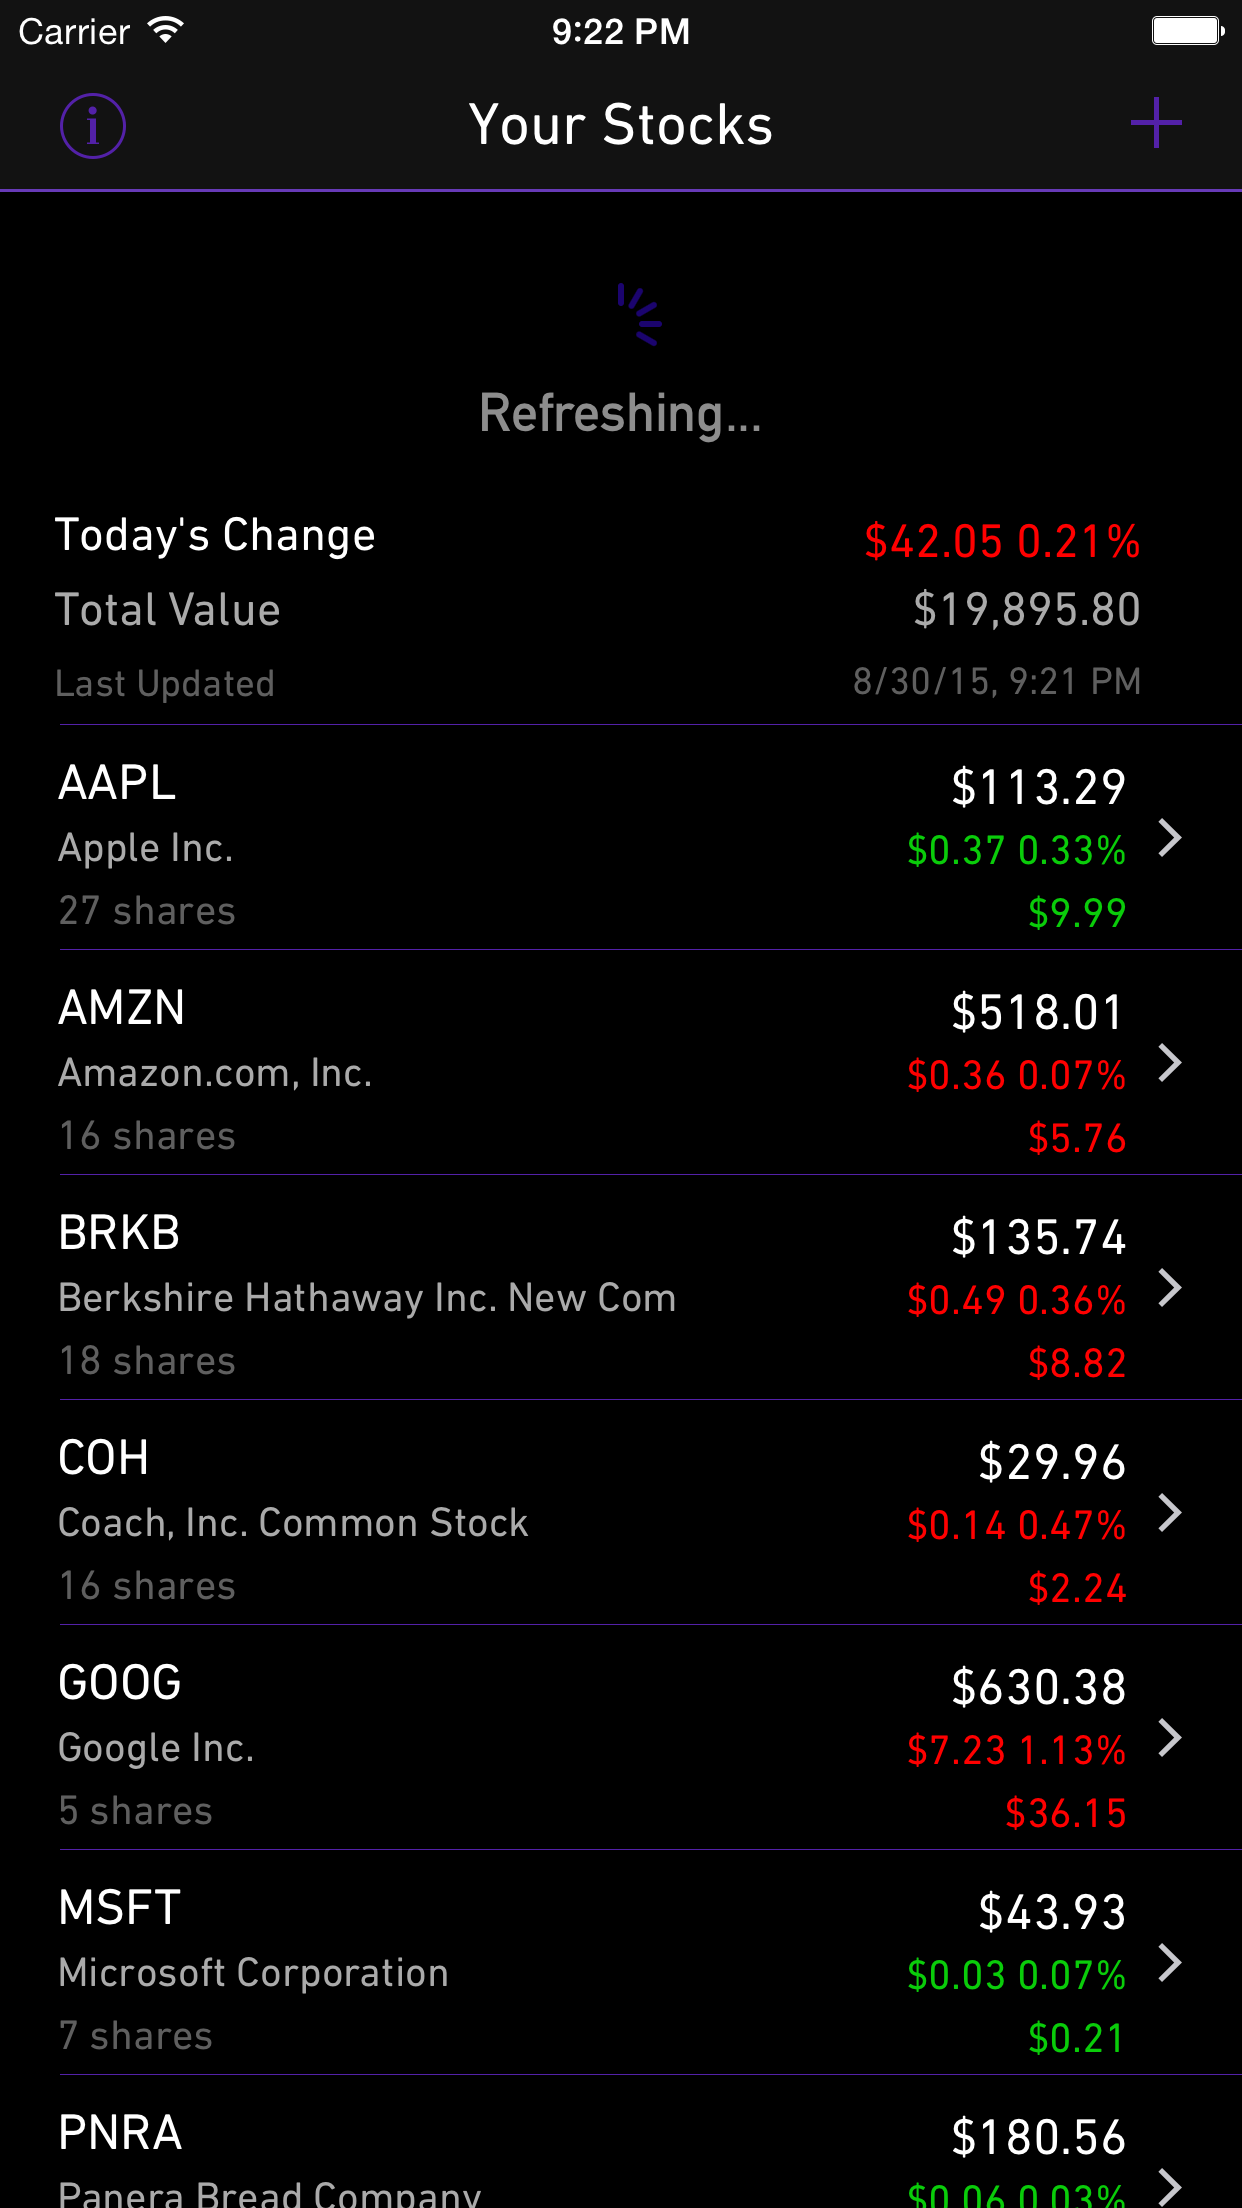 Carrier 9:22 PM
i Your Stocks +
Refreshing...
Today's Change $42.05 0.21%
Total Value $19,895.80
Last Updated 8/30/15, 9:21 PM
AAPL $113.29
Apple Inc. $0.37 0.33%
27 shares $9.99
AMZN $518.01
Amazon.com, Inc. $0.36 0.07%
16 shares $5.76
BRKB $135.74
Berkshire Hathaway Inc. New Com $0.49 0.36%
18 shares $8.82
COH $29.96
Coach, Inc. Common Stock $0.14 0.47%
16 shares $2.24
GOOG $630.38
Google Inc. $7.23 1.13%
5 shares $36.15
MSFT $43.93
Microsoft Corporation $0.03 0.07%
7 shares $0.21
PNRA $180.56
Panera Bread Company $0.06 0.03%